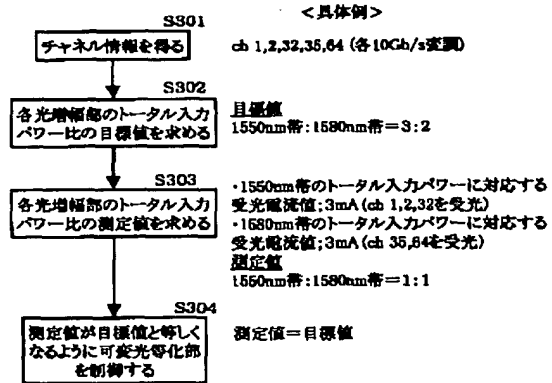 <具体例>
S301
チャネル情報を得る
ch 1,2,32,35,64 (各10Gb/s変調)
S302
各光増幅部のトータル入力
パワー比の目標値を求める
目標値
1550nm帯:1580nm帯=3:2
S303
各光増幅部のトータル入力
パワー比の測定値を求める
・1550nm帯のトータル入力パワーに対応する
受光電流値;3mA(ch 1,2,32を受光)
・1580nm帯のトータル入力パワーに対応する
受光電流値;3mA(ch 35,64を受光)
測定値
1550nm帯:1580nm帯=1:1
S304
測定値が目標値と等しく
なるように可変光等化部
を制御する
測定値=目標値